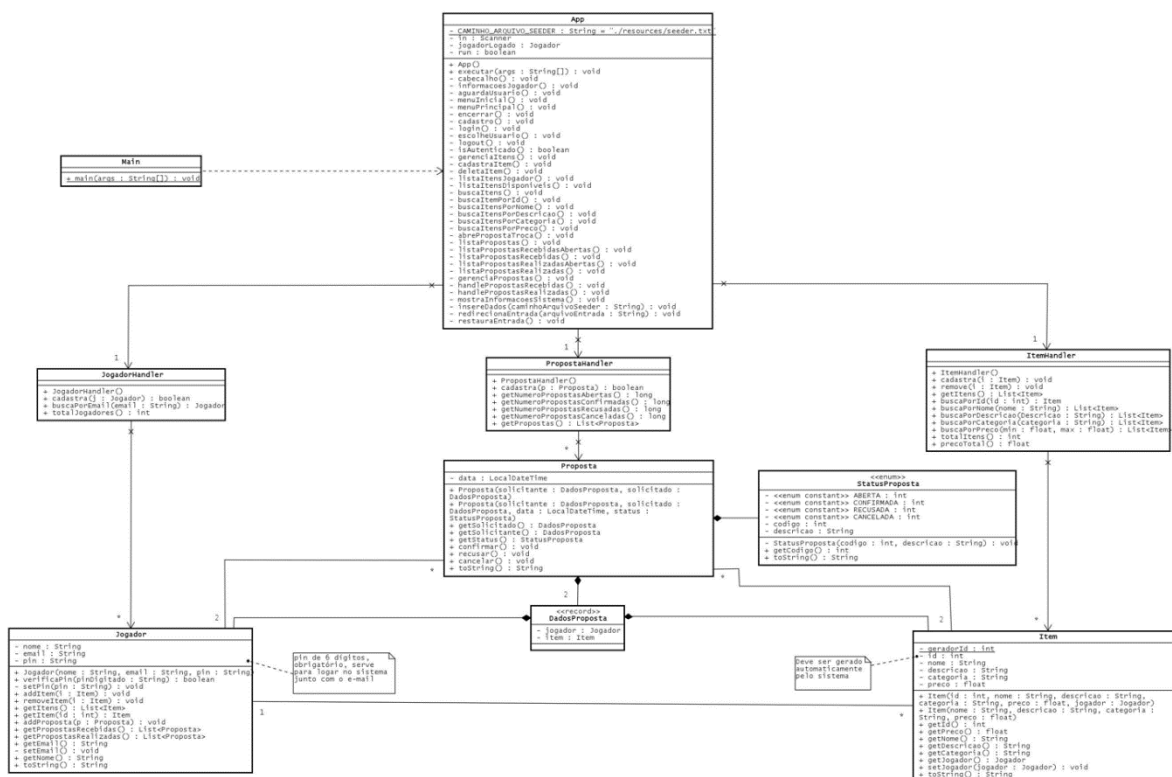 App
- CAMINHO_ARQUIVO_SEEDER : String = "./resources/seeder.txt"
- in : Scanner
- jogadorLogado : Jogador
- run : boolean
+ App()
+ executar(args : String[]) : void
- cabecalho() : void
- informacoesJogador() : void
- aguardaUsuario() : void
- menuInicial() : void
- menuPrincipal() : void
- encerrar() : void
- cadastro() : void
- login() : void
- escolheUsuario() : void
- logout() : void
- isAutenticado() : boolean
- gerenciaItens() : void
- cadastraItem() : void
- deletaItem() : void
- listaItensJogador() : void
- listaItensDisponiveis() : void
- buscaItens() : void
- buscaItemPorId() : void
- buscaItensPorNome() : void
- buscaItensPorDescricao() : void
- buscaItensPorCategoria() : void
- buscaItensPorPreco() : void
- abrePropostaTroca() : void
- listaPropostas() : void
- listaPropostasRecebidasAbertas() : void
- listaPropostasRecebidas() : void
- listaPropostasRealizadasAbertas() : void
- listaPropostasRealizadas() : void
- gerenciaPropostas() : void
- handlePropostasRecebidas() : void
- handlePropostasRealizadas() : void
- mostraInformacoesSistema() : void
- insereDados(caminhoArquivoSeeder : String) : void
- redirecionaEntrada(arquivoEntrada : String) : void
- restauraEntrada() : void
Main
+ main(args : String[]) : void
1
1
1
JogadorHandler
+ JogadorHandler()
+ cadastra(j : Jogador) : boolean
+ buscaPorEmail(email : String) : Jogador
+ totalJogadores() : int
PropostaHandler
+ PropostaHandler()
+ cadastra(p : Proposta) : boolean
+ getNumeroPropostasAbertas() : long
+ getNumeroPropostasConfirmadas() : long
+ getNumeroPropostasRecusadas() : long
+ getNumeroPropostasCanceladas() : long
+ getPropostas() : List<Proposta>
ItemHandler
+ ItemHandler()
+ cadastra(i : Item) : void
+ remove(i : Item) : void
+ getItens() : List<Item>
+ buscaPorId(id : int) : Item
+ buscaPorNome(nome : String) : List<Item>
+ buscaPorDescricao(Descricao : String) : List<Item>
+ buscaPorCategoria(categoria : String) : List<Item>
+ buscaPorPreco(min : float, max : float) : List<Item>
+ totalItens() : int
+ precoTotal() : float
*
Proposta
- data : LocalDateTime
+ Proposta(solicitante : DadosProposta, solicitado :
DadosProposta)
+ Proposta(solicitante : DadosProposta, solicitado :
DadosProposta, data : LocalDateTime, status :
StatusProposta)
+ getSolicitado() : DadosProposta
+ getSolicitante() : DadosProposta
+ getStatus() : StatusProposta
+ confirmar() : void
+ recusar() : void
+ cancelar() : void
+ toString() : String
<<enum>>
StatusProposta
- <<enum constant>> ABERTA : int
- <<enum constant>> CONFIRMADA : int
- <<enum constant>> RECUSADA : int
- <<enum constant>> CANCELADA : int
- codigo : int
- descricao : String
- StatusProposta(codigo : int, descricao : String) : void
+ getCodigo() : int
+ toString() : String
*
*
2
<<record>>
DadosProposta
- jogador : Jogador
- item : Item
*
2
2
*
Jogador
- nome : String
- email : String
- pin : String
+ Jogador(nome : String, email : String, pin : String)
+ verificaPin(pinDigitado : String) : boolean
- setPin(pin : String) : void
+ addItem(i : Item) : void
+ removeItem(i : Item) : void
+ getItens() : List<Item>
+ getItem(id : int) : Item
+ addProposta(p : Proposta) : void
+ getPropostasRecebidas() : List<Proposta>
+ getPropostasRealizadas() : List<Proposta>
+ getEmail() : String
- setEmail() : void
+ getNome() : String
+ toString() : String
pin de 6 dígitos,
obrigatório, serve
para logar no sistema
junto com o e-mail
Deve ser gerado
automaticamente
pelo sistema
Item
- geradorId : int
- id : int
- nome : String
- descricao : String
- categoria : String
- preco : float
+ Item(id : int, nome : String, descricao : String,
categoria : String, preco : float, jogador : Jogador)
+ Item(nome : String, descricao : String, categoria :
String, preco : float)
+ getId() : int
+ getPreco() : float
+ getNome() : String
+ getDescricao() : String
+ getCategoria() : String
+ getJogador() : Jogador
+ setJogador(jogador : Jogador) : void
+ toString() : String
1
*